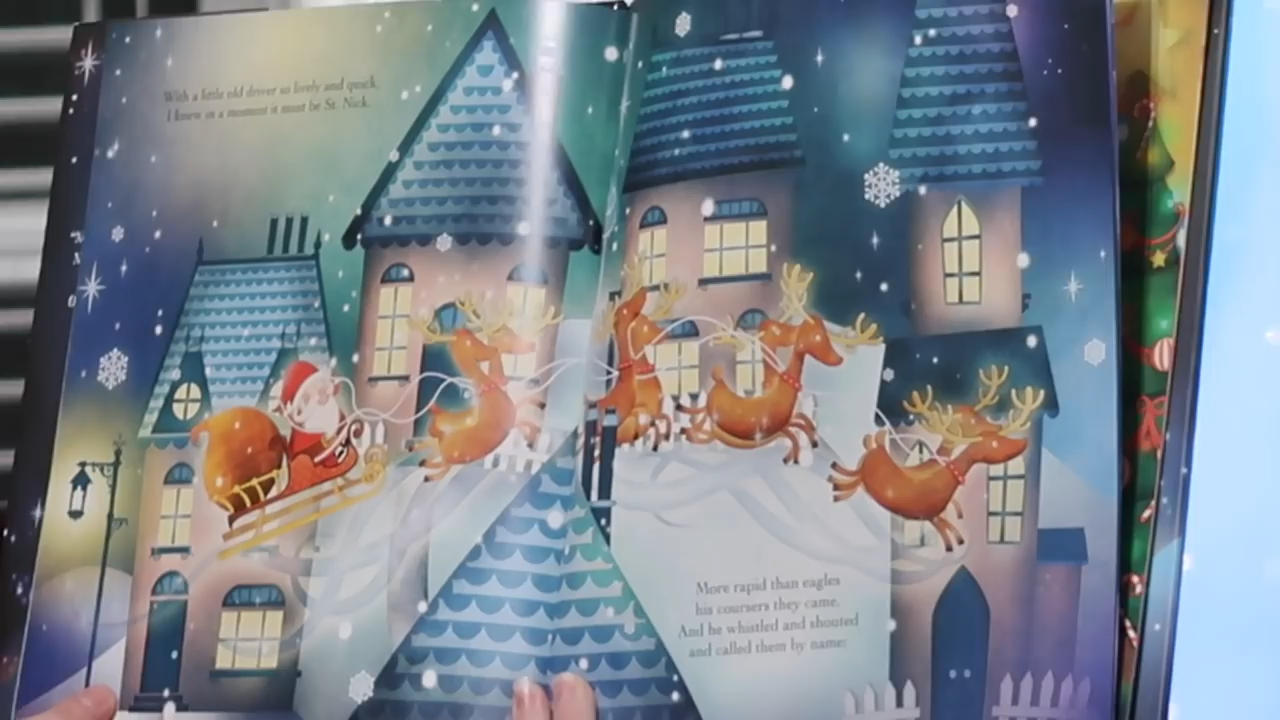 With a little old driver so lively and quick,
I knew in a moment it must be St. Nick.
More rapid than eagles
his coursers they came,
And he whistled and shouted
and called them by name: